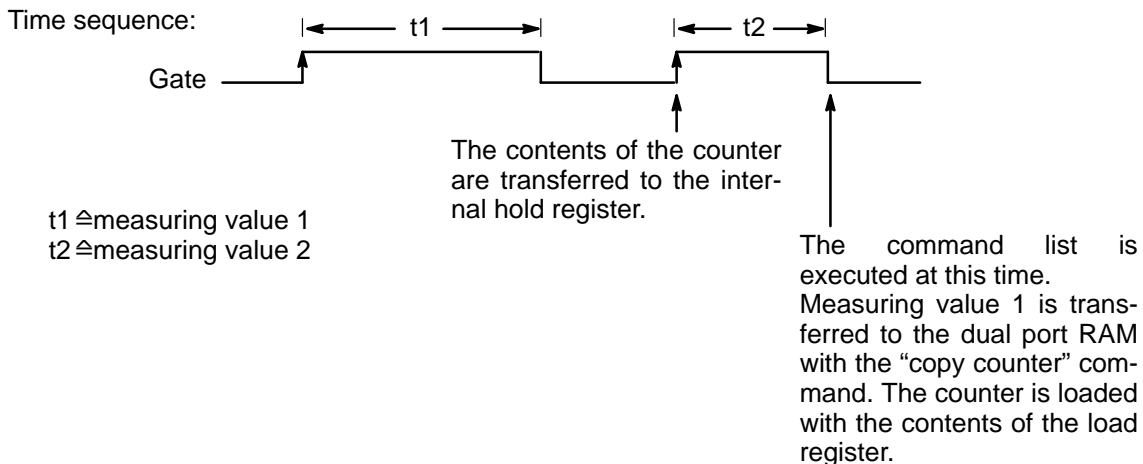 Time sequence:
t1
t2
Gate
The contents of the counter
are transferred to the inter-
nal hold register.
t1 ≙measuring value 1
t2 ≙measuring value 2
The command list is
executed at this time.
Measuring value 1 is trans-
ferred to the dual port RAM
with the “copy counter” com-
mand. The counter is loaded
with the contents of the load
register.